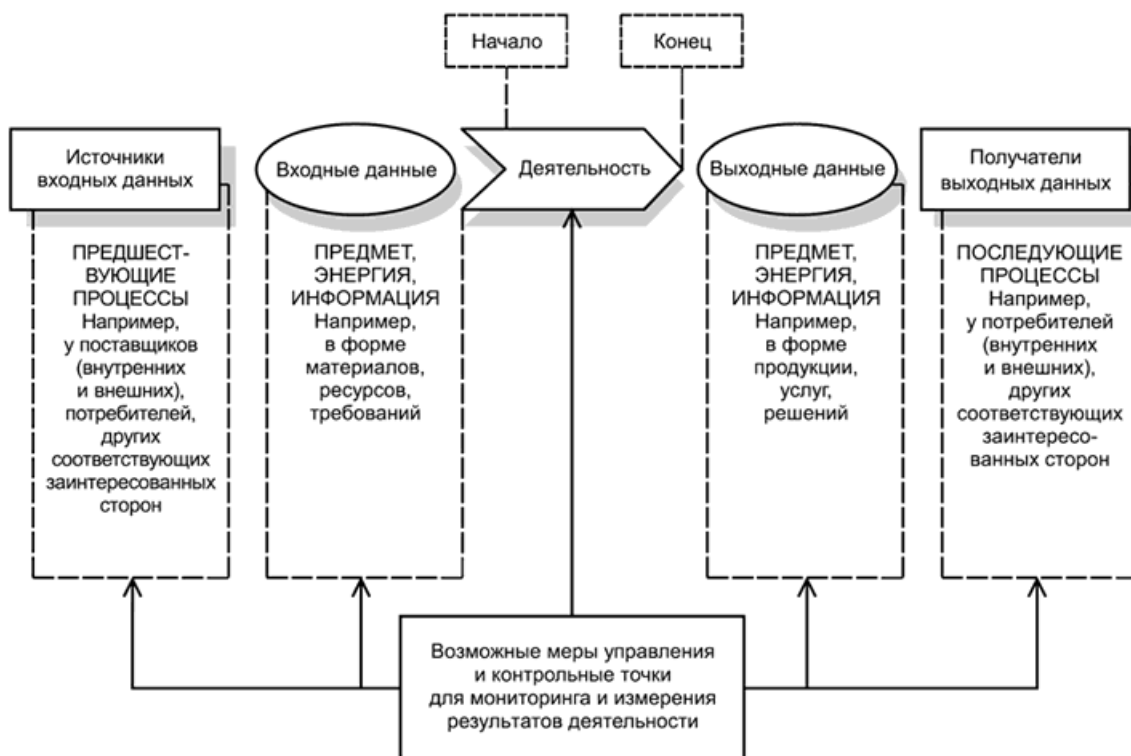 Начало
Конец
Источники
входных данных
Входные данные
Деятельность
Выходные данные
Получатели
выходных данных
ПРЕДШЕСТ-
ВУЮЩИЕ
ПРОЦЕССЫ
Например,
у поставщиков
(внутренних
и внешних),
потребителей,
других
соответствующих
заинтересованных
сторон
ПРЕДМЕТ,
ЭНЕРГИЯ,
ИНФОРМАЦИЯ
Например,
в форме
материалов,
ресурсов,
требований
ПРЕДМЕТ,
ЭНЕРГИЯ,
ИНФОРМАЦИЯ
Например,
в форме
продукции,
услуг,
решений
ПОСЛЕДУЮЩИЕ
ПРОЦЕССЫ
Например,
у потребителей
(внутренних
и внешних),
других
соответствующих
заинтересо-
ванных сторон
Возможные меры управления
и контрольные точки
для мониторинга и измерения
результатов деятельности